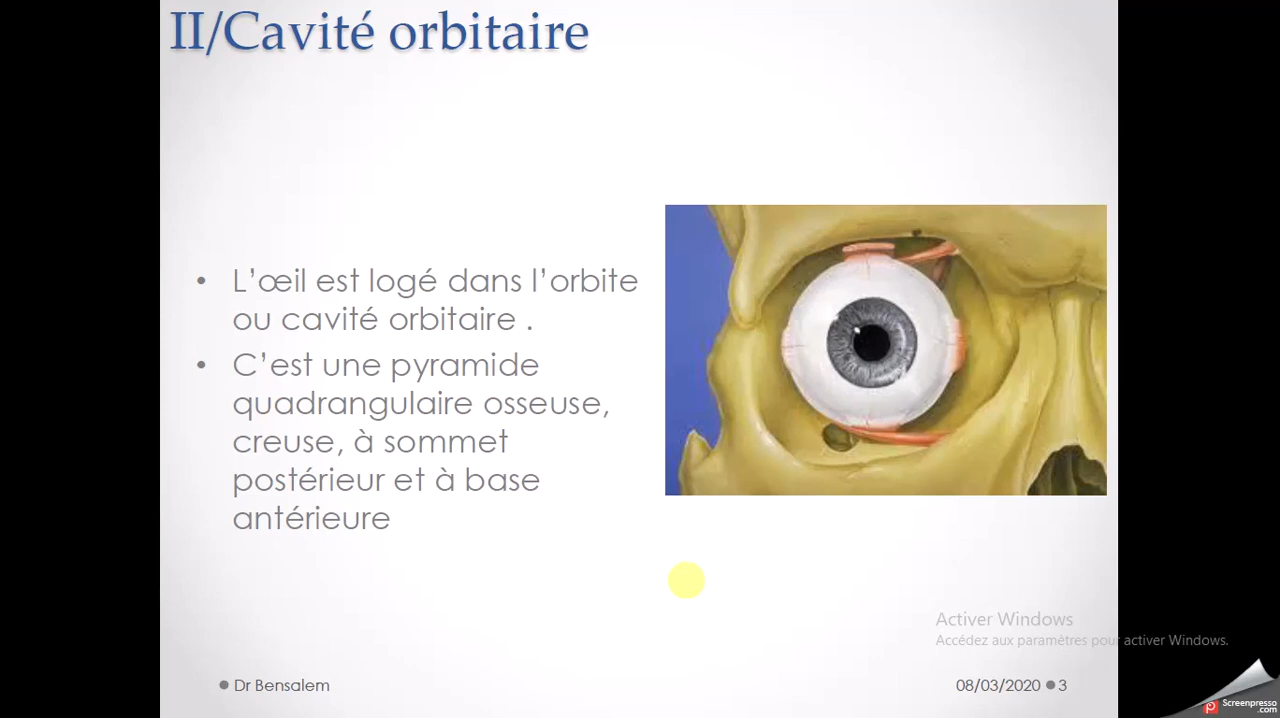 II/Cavité orbitaire
• L’œil est logé dans l’orbite
ou cavité orbitaire .
• C’est une pyramide
quadrangulaire osseuse,
creuse, à sommet
postérieur et à base
antérieure
Activer Windows
Accédez aux paramètres pour activer Windows.
● Dr Bensalem
08/03/2020 ● 3
Screenpresso
.com